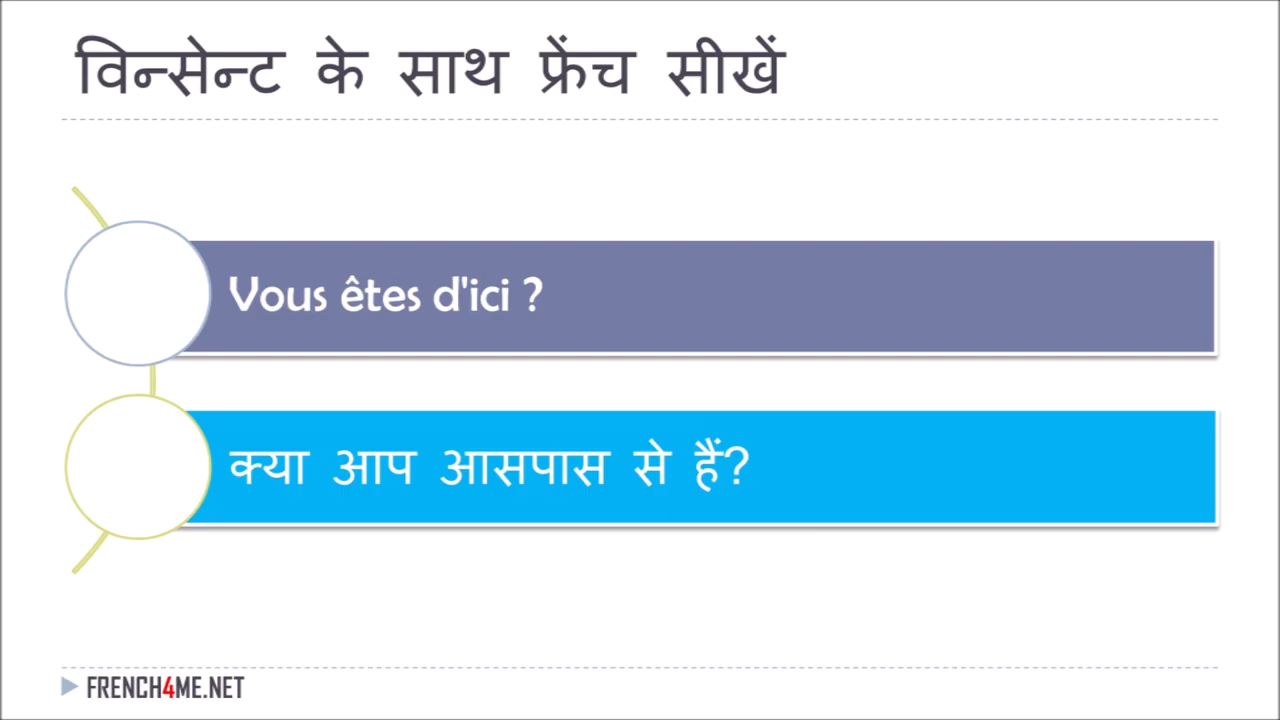 विन्सेन्ट के साथ फ्रेंच सीखें
Vous êtes d'ici ?
क्या आप आसपास से हैं?
FRENCH4ME.NET